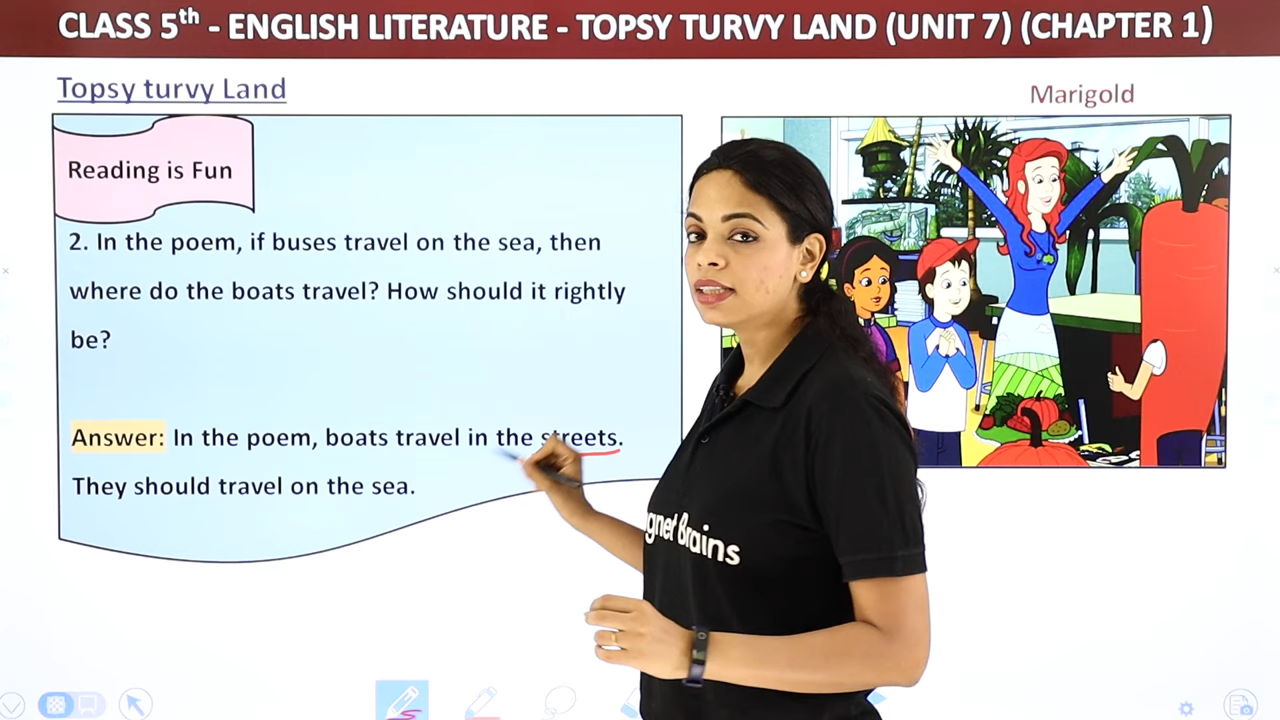 CLASS 5th - ENGLISH LITERATURE - TOPSY TURVY LAND (UNIT 7) (CHAPTER 1)
Topsy turvy Land
Marigold
Reading is Fun
2. In the poem, if buses travel on the sea, then
where do the boats travel? How should it rightly
be?
Answer: In the poem, boats travel in the streets.
They should travel on the sea.
gnet Brains